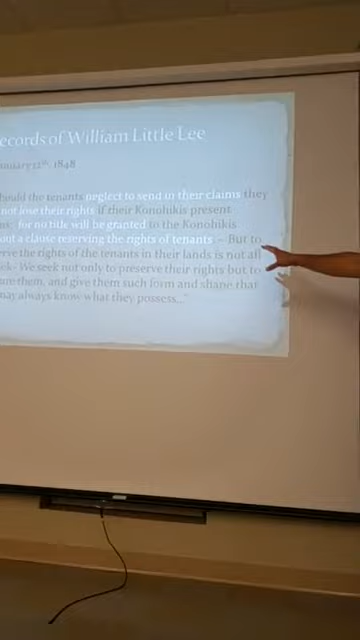 ecords of William Little Lee
nuary 12th, 1848
hould the tenants neglect to send in their claims they
not lose their rights if their Konohikis present
ms: for no title will be granted to the Konohikis
out a clause reserving the rights of tenants – But to
rve the rights of the tenants in their lands is not all
ek- We seek not only to preserve their rights but to
ne them, and give them such form and shape that
may always know what they possess..."